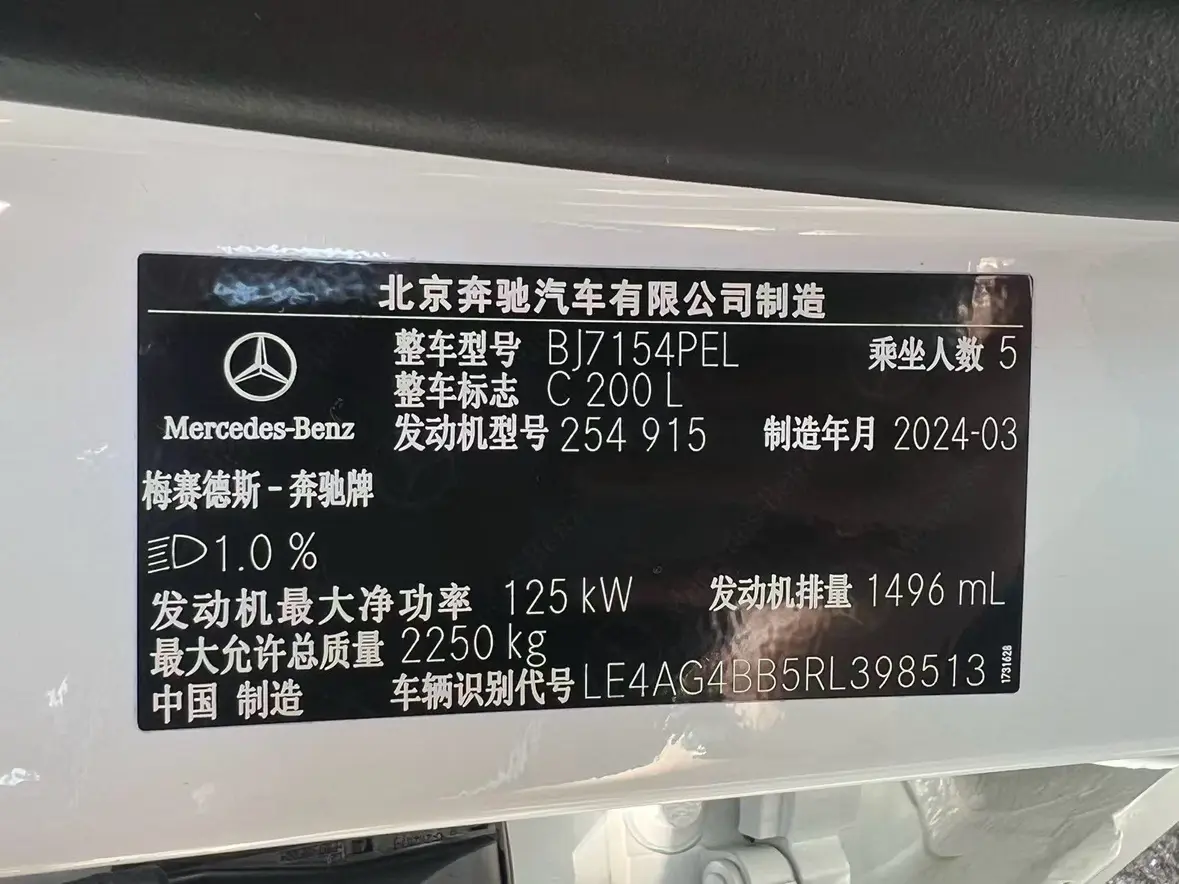 北京奔驰汽车有限公司制造
整车型号 BJ7154PEL 乘坐人数 5
整车标志 C 200 L
Mercedes-Benz 发动机型号 254 915 制造年月 2024-03
梅赛德斯-奔驰牌
1.0 %
发动机最大净功率 125 kW 发动机排量 1496 mL
最大允许总质量 2250 kg
中国 制造 车辆识别代号 LE4AG4BB5RL398513
1731628